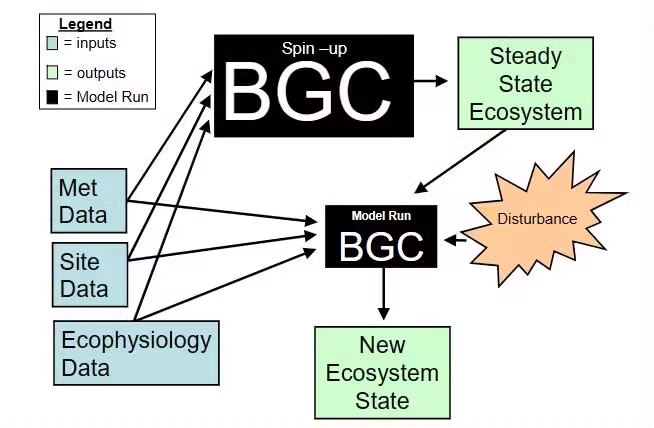 Legend
= inputs
= outputs
= Model Run
Spin –up
BGC
Steady
State
Ecosystem
Met
Data
Site
Data
Ecophysiology
Data
Model Run
BGC
Disturbance
New
Ecosystem
State